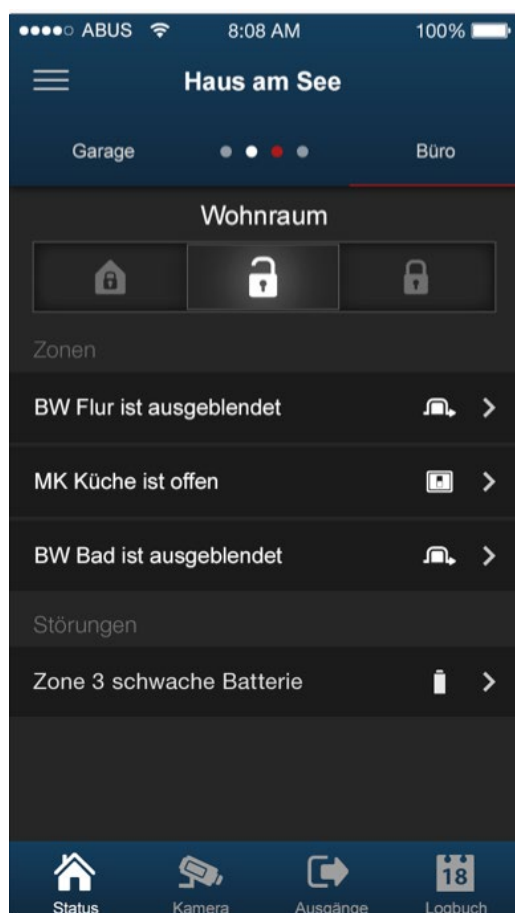 ABUS 8:08 AM 100%
Haus am See
Garage Büro
Wohnraum
Zonen
BW Flur ist ausgeblendet
MK Küche ist offen
BW Bad ist ausgeblendet
Störungen
Zone 3 schwache Batterie
18
Status Kamera Ausgänge Logbuch